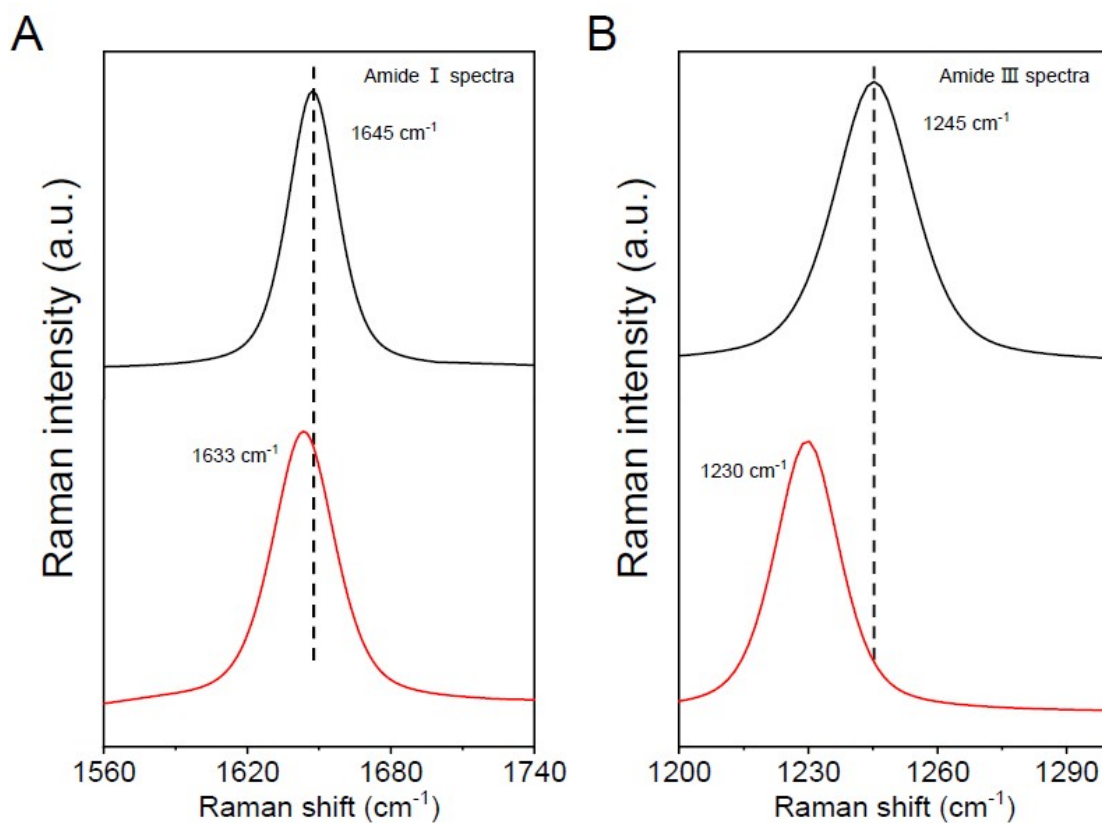 A
Amide Ⅰ spectra
1645 cm⁻¹
1633 cm⁻¹
Raman intensity (a.u.)
1560 1620 1680 1740
Raman shift (cm⁻¹)
B
Amide Ⅲ spectra
1245 cm⁻¹
1230 cm⁻¹
Raman intensity (a.u.)
1200 1230 1260 1290
Raman shift (cm⁻¹)